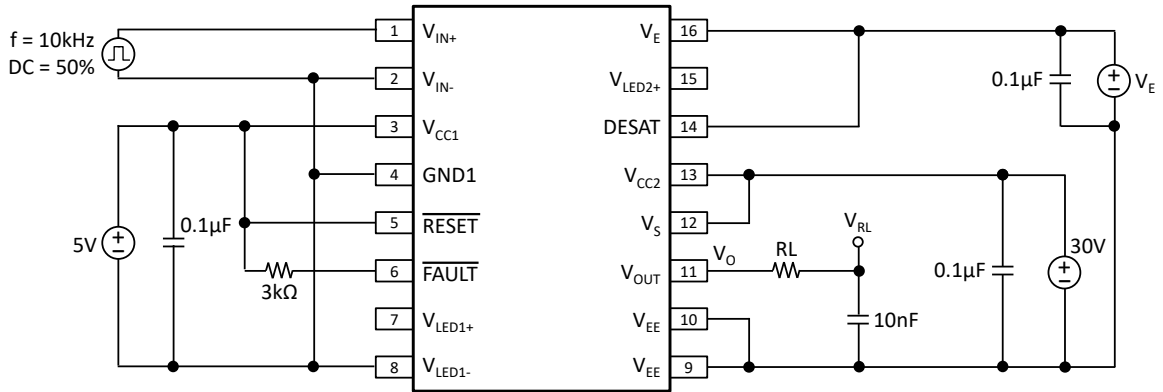 f = 10kHz
DC = 50%
1 V_IN+
2 V_IN-
3 V_CC1
4 GND1
5 RESET
6 FAULT
7 V_LED1+
8 V_LED1-
5V
0.1μF
3kΩ
V_E 16
V_LED2+ 15
DESAT 14
V_CC2 13
V_S 12
V_OUT 11
V_EE 10
V_EE 9
0.1μF
V_E
V_O
RL
V_RL
10nF
0.1μF
30V